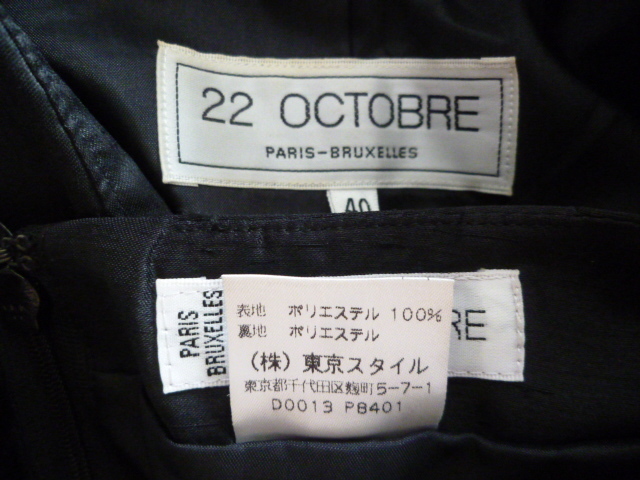 22 OCTOBRE
PARIS-BRUXELLES
40
PARIS
BRUXELLES
表地 ポリエステル 100%
裏地 ポリエステル
(株) 東京スタイル
東京都千代田区麹町5-7-1
D0013 P8401
RE